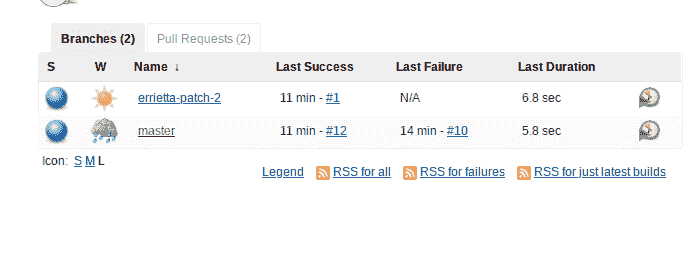 Branches (2) Pull Requests (2)
S W Name ↓ Last Success Last Failure Last Duration
errietta-patch-2 11 min - #1 N/A 6.8 sec
master 11 min - #12 14 min - #10 5.8 sec
Icon: S M L
Legend RSS for all RSS for failures RSS for just latest builds